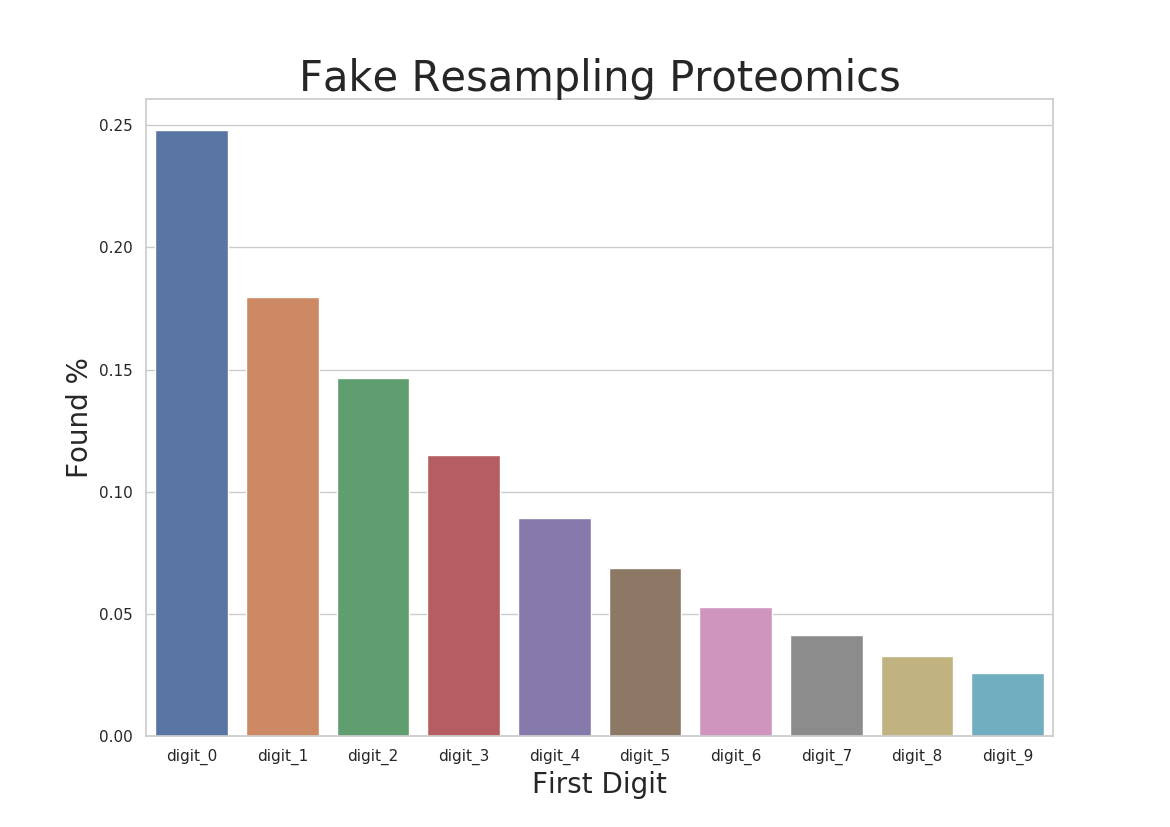 Fake Resampling Proteomics
0.25
0.20
0.15
0.10
0.05
0.00
Found %
digit_0 digit_1 digit_2 digit_3 digit_4 digit_5 digit_6 digit_7 digit_8 digit_9
First Digit